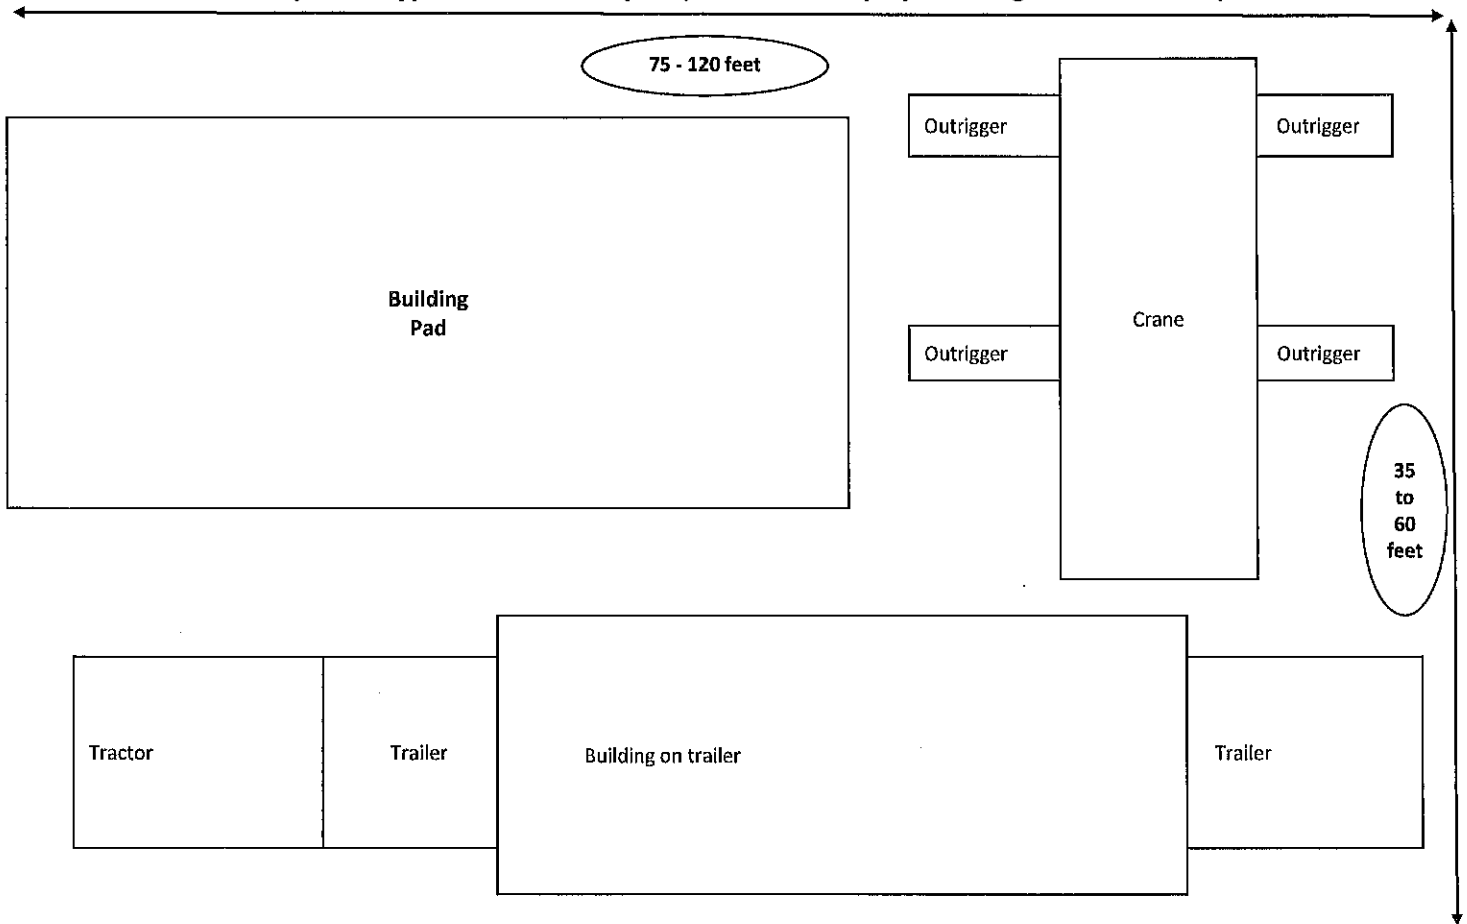 75 - 120 feet
Outrigger
Outrigger
Building
Pad
Crane
Outrigger
Outrigger
35
to
60
feet
Tractor
Trailer
Building on trailer
Trailer